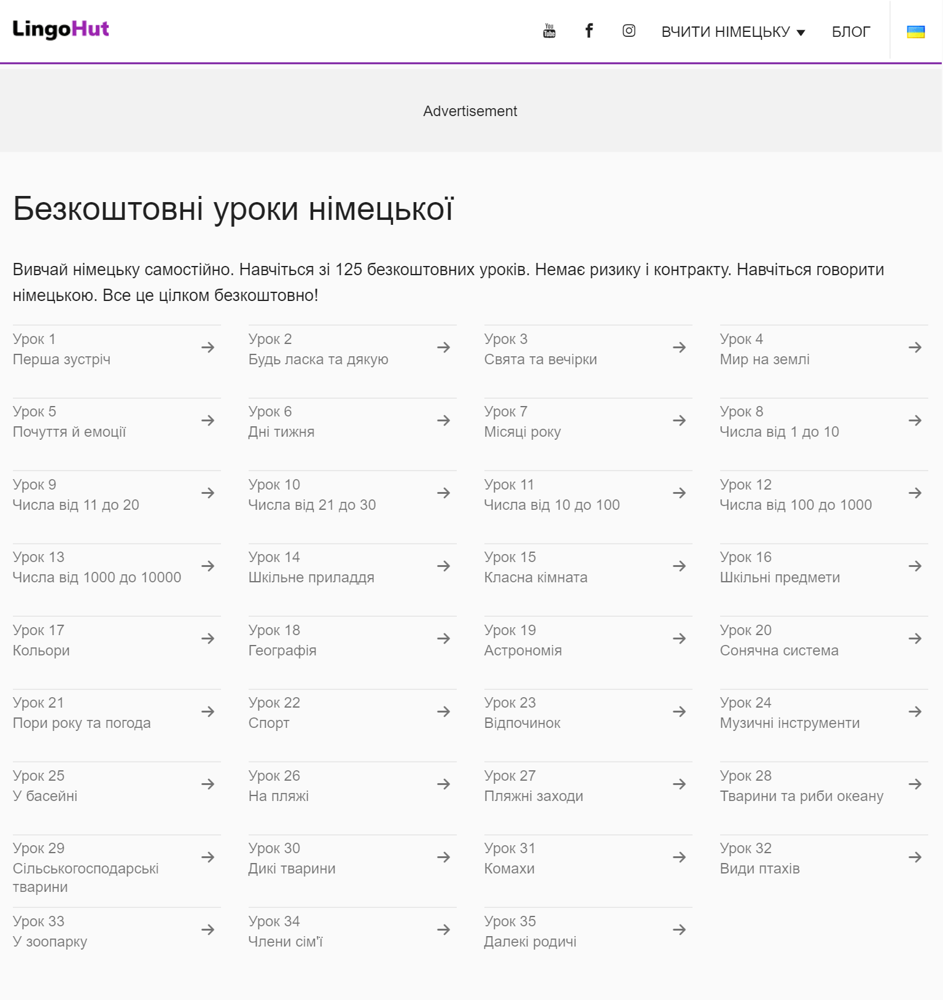 LingoHut
You Tube
ВЧИТИ НІМЕЦЬКУ
БЛОГ
Advertisement
Безкоштовні уроки німецької
Вивчай німецьку самостійно. Навчіться зі 125 безкоштовних уроків. Немає ризику і контракту. Навчіться говорити
німецькою. Все це цілком безкоштовно!
Урок 1
Перша зустріч
Урок 2
Будь ласка та дякую
Урок 3
Свята та вечірки
Урок 4
Мир на землі
Урок 5
Почуття й емоції
Урок 6
Дні тижня
Урок 7
Місяці року
Урок 8
Числа від 1 до 10
Урок 9
Числа від 11 до 20
Урок 10
Числа від 21 до 30
Урок 11
Числа від 10 до 100
Урок 12
Числа від 100 до 1000
Урок 13
Числа від 1000 до 10000
Урок 14
Шкільне приладдя
Урок 15
Класна кімната
Урок 16
Шкільні предмети
Урок 17
Кольори
Урок 18
Географія
Урок 19
Астрономія
Урок 20
Сонячна система
Урок 21
Пори року та погода
Урок 22
Спорт
Урок 23
Відпочинок
Урок 24
Музичні інструменти
Урок 25
У басейні
Урок 26
На пляжі
Урок 27
Пляжні заходи
Урок 28
Тварини та риби океану
Урок 29
Сільськогосподарські
тварини
Урок 30
Дикі тварини
Урок 31
Комахи
Урок 32
Види птахів
Урок 33
У зоопарку
Урок 34
Члени сім'ї
Урок 35
Далекі родичі